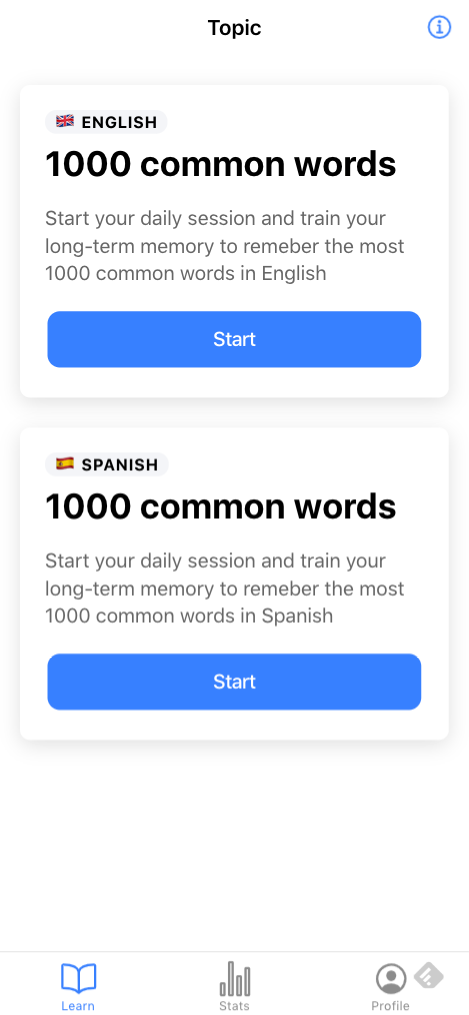 Topic
ENGLISH
1000 common words
Start your daily session and train your
long-term memory to remeber the most
1000 common words in English
Start
SPANISH
1000 common words
Start your daily session and train your
long-term memory to remeber the most
1000 common words in Spanish
Start
Learn
Stats
Profile